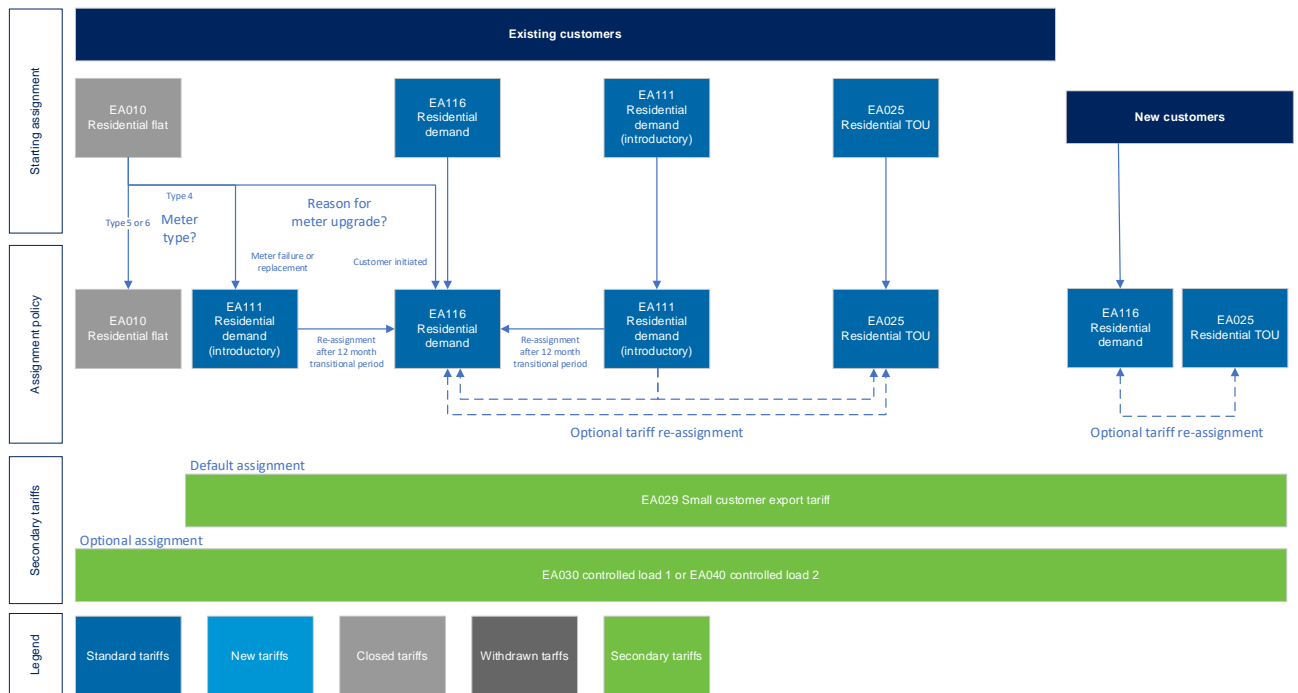 Starting assignment
Existing customers
EA010
Residential flat
EA116
Residential
demand
EA111
Residential
demand
(introductory)
EA025
Residential TOU
New customers
Type 4
Type 5 or 6
Meter
type?
Reason for
meter upgrade?
Meter failure or
replacement
Customer initiated
Assignment policy
EA010
Residential flat
EA111
Residential
demand
(introductory)
Re-assignment
after 12 month
transitional period
EA116
Residential
demand
Re-assignment
after 12 month
transitional period
EA111
Residential
demand
(introductory)
EA025
Residential TOU
EA116
Residential
demand
EA025
Residential TOU
Optional tariff re-assignment
Optional tariff re-assignment
Secondary tariffs
Default assignment
EA029 Small customer export tariff
Optional assignment
EA030 controlled load 1 or EA040 controlled load 2
Legend
Standard tariffs
New tariffs
Closed tariffs
Withdrawn tarffs
Secondary tariffs